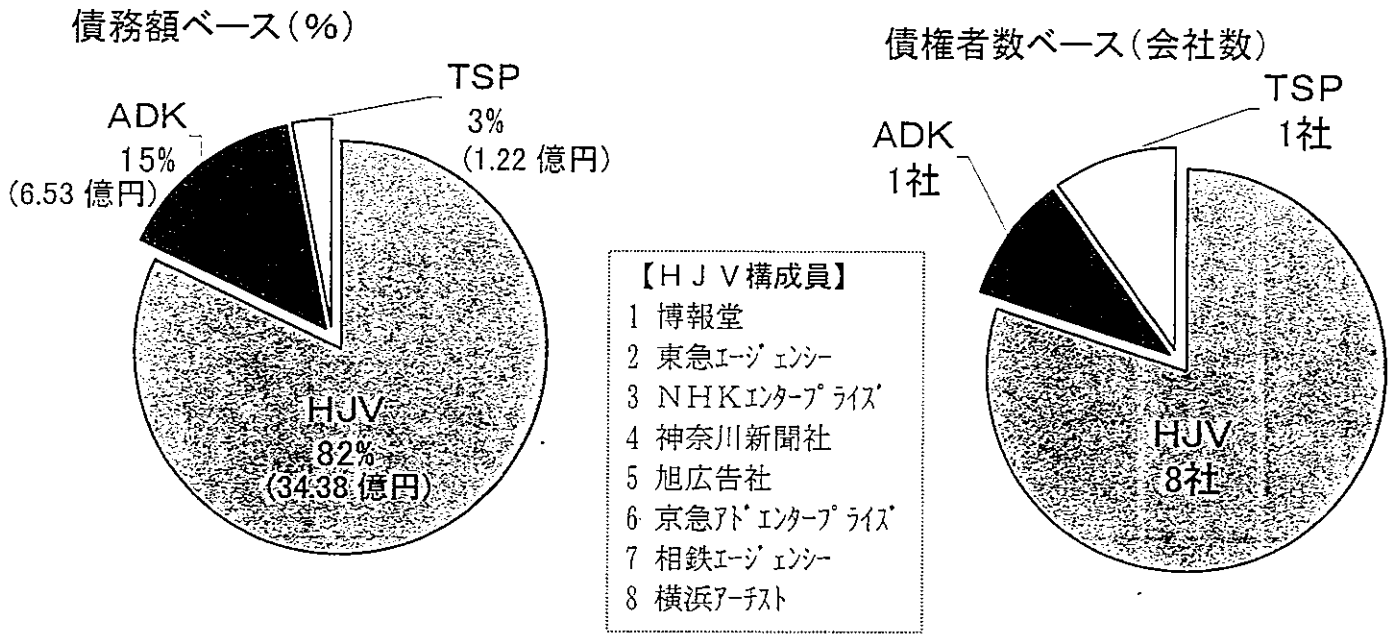 債務額ベース（%）
TSP
3%
(1.22 億円)
ADK
15%
(6.53 億円)
HJV
82%
(34.38 億円)
債権者数ベース（会社数）
TSP
1社
ADK
1社
HJV
8社
【ＨＪＶ構成員】
1 博報堂
2 東急ｴｰｼﾞｪﾝｼｰ
3 ＮＨＫｴﾝﾀｰﾌﾟﾗｲｽﾞ
4 神奈川新聞社
5 旭広告社
6 京急ｱﾄﾞｴﾝﾀｰﾌﾟﾗｲｽﾞ
7 相鉄ｴｰｼﾞｪﾝｼｰ
8 横浜ｱｰﾁｽﾄ